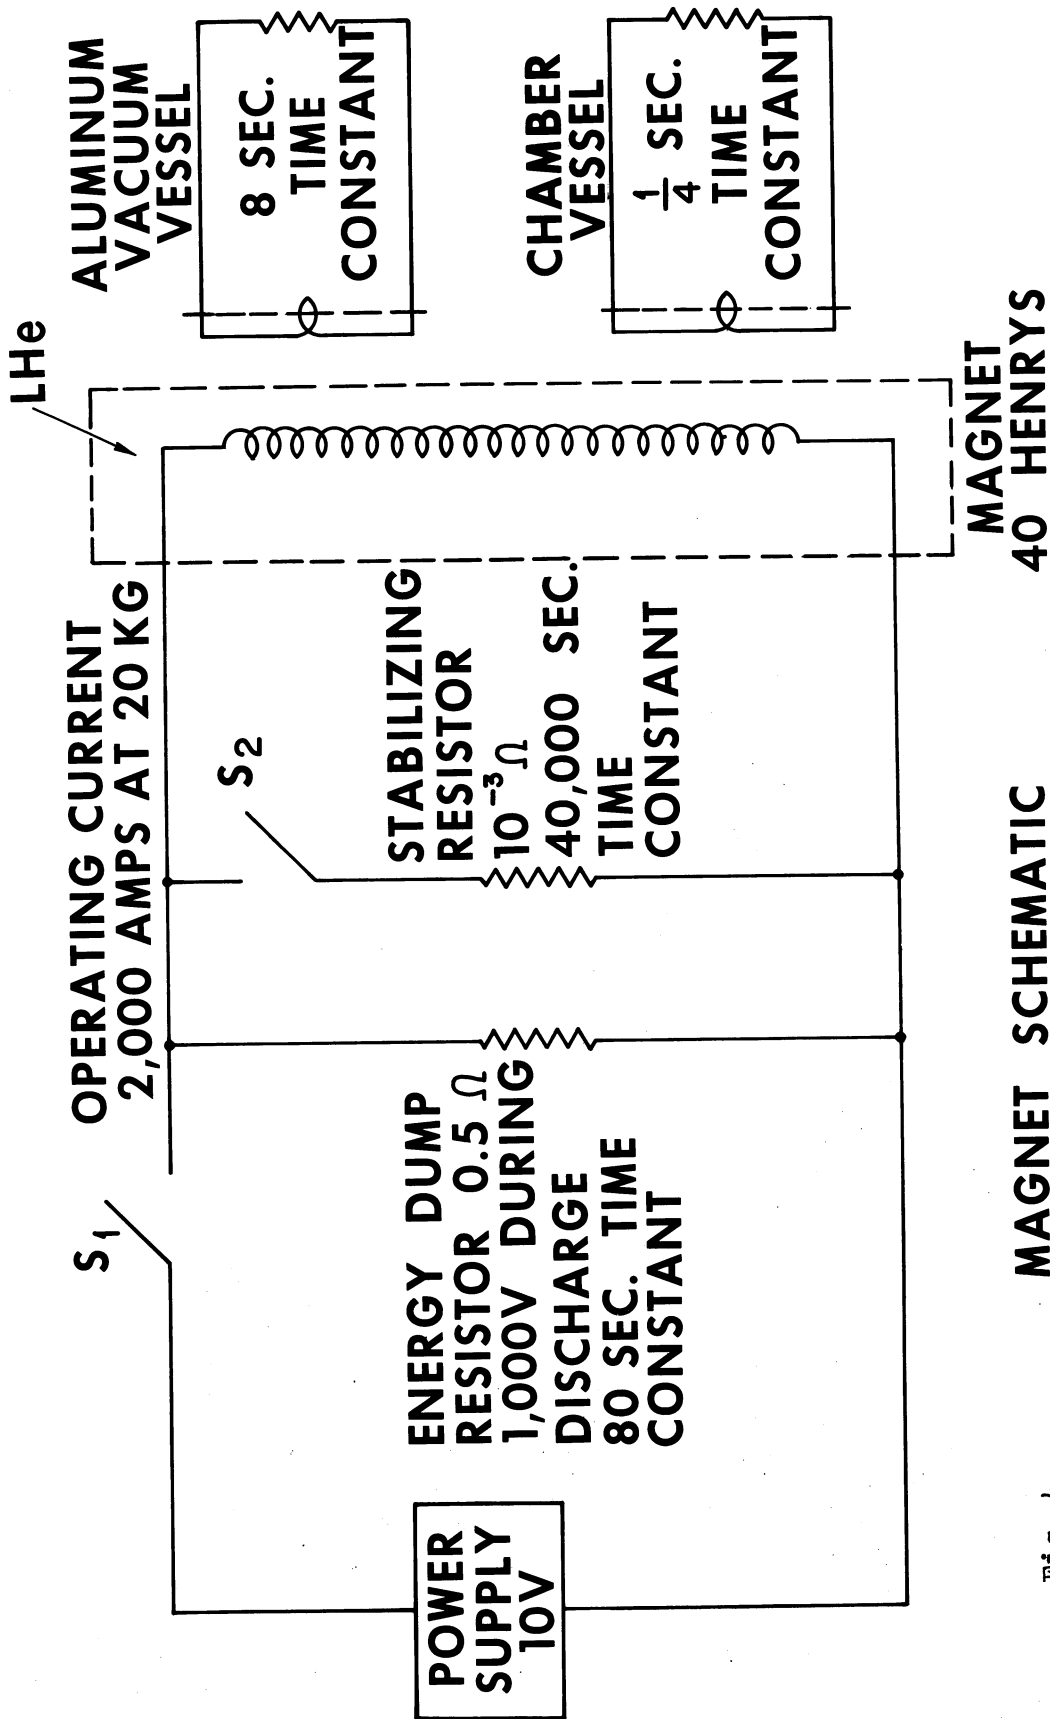 S1
OPERATING CURRENT
2,000 AMPS AT 20 KG
LHe
ALUMINUM
VACUUM
VESSEL
8 SEC.
TIME
CONSTANT
S2
POWER
SUPPLY
10V
ENERGY DUMP
RESISTOR 0.5 Ω
1,000V DURING
DISCHARGE
80 SEC. TIME
CONSTANT
STABILIZING
RESISTOR
10⁻³ Ω
40,000 SEC.
TIME
CONSTANT
CHAMBER
VESSEL
1/4 SEC.
TIME
CONSTANT
MAGNET
40 HENRYS
MAGNET SCHEMATIC